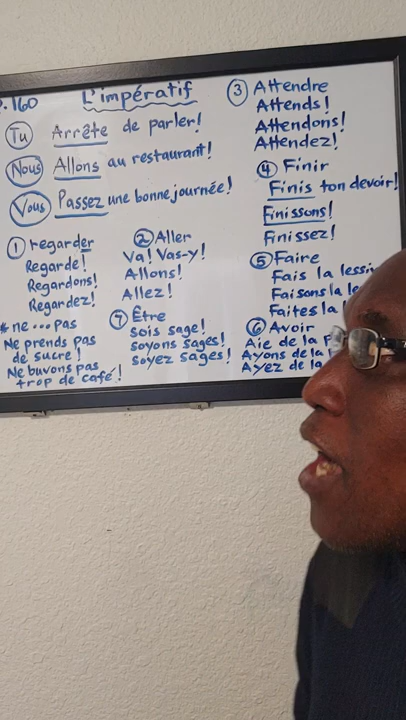 P.160 L'impératif
Tu Arrête de parler!
Nous Allons au restaurant!
Vous Passez une bonne journée!
1 regarder
Regarde!
Regardons!
Regardez!
* ne...pas
Ne prends pas
de sucre!
Ne buvons pas
trop de café!
2 Aller
Va! Vas-y!
Allons!
Allez!
7 Être
sois sage!
soyons sages!
soyez sages!
3 Attendre
Attends!
Attendons!
Attendez!
4 Finir
Finis ton devoir!
Finissons!
Finissez!
5 Faire
Fais la
Faisons la
Faites la
6 Avoir
Aie de la
Ayons de la
Ayez de la